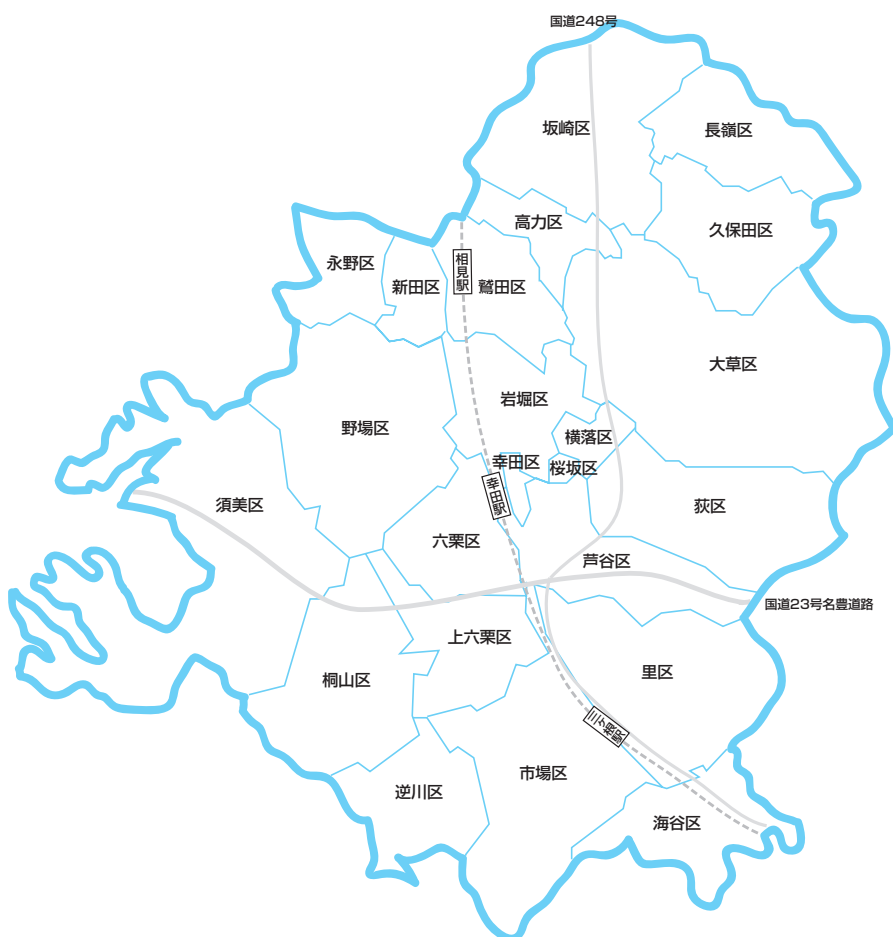 国道248号
坂崎区
長嶺区
高力区
久保田区
永野区
新田区
相見駅
鷲田区
大草区
岩堀区
野場区
横落区
幸田区
桜坂区
幸田駅
須美区
荻区
六栗区
芦谷区
国道23号名豊道路
上六栗区
里区
桐山区
三ヶ根駅
市場区
逆川区
海谷区